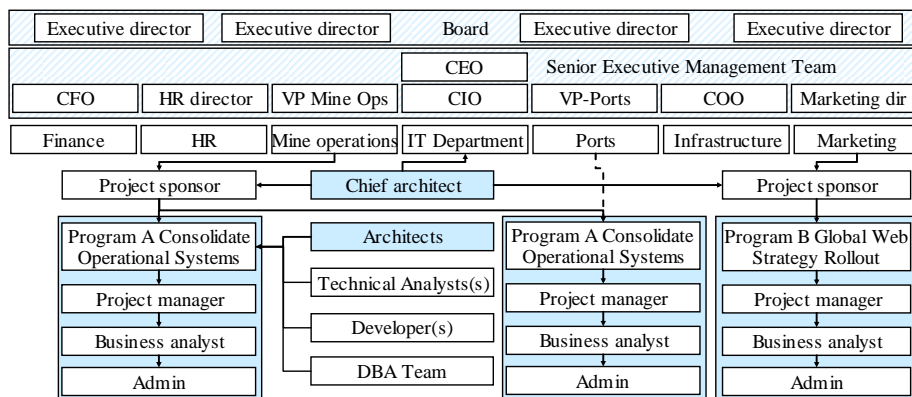 Executive director
Executive director
Board
Executive director
Executive director
CEO
Senior Executive Management Team
CFO
HR director
VP Mine Ops
CIO
VP-Ports
COO
Marketing dir
Finance
HR
Mine operations
IT Department
Ports
Infrastructure
Marketing
Project sponsor
Chief architect
Project sponsor
Program A Consolidate
Operational Systems
Project manager
Business analyst
Admin
Architects
Technical Analysts(s)
Developer(s)
DBA Team
Program A Consolidate
Operational Systems
Project manager
Business analyst
Admin
Program B Global Web
Strategy Rollout
Project manager
Business analyst
Admin